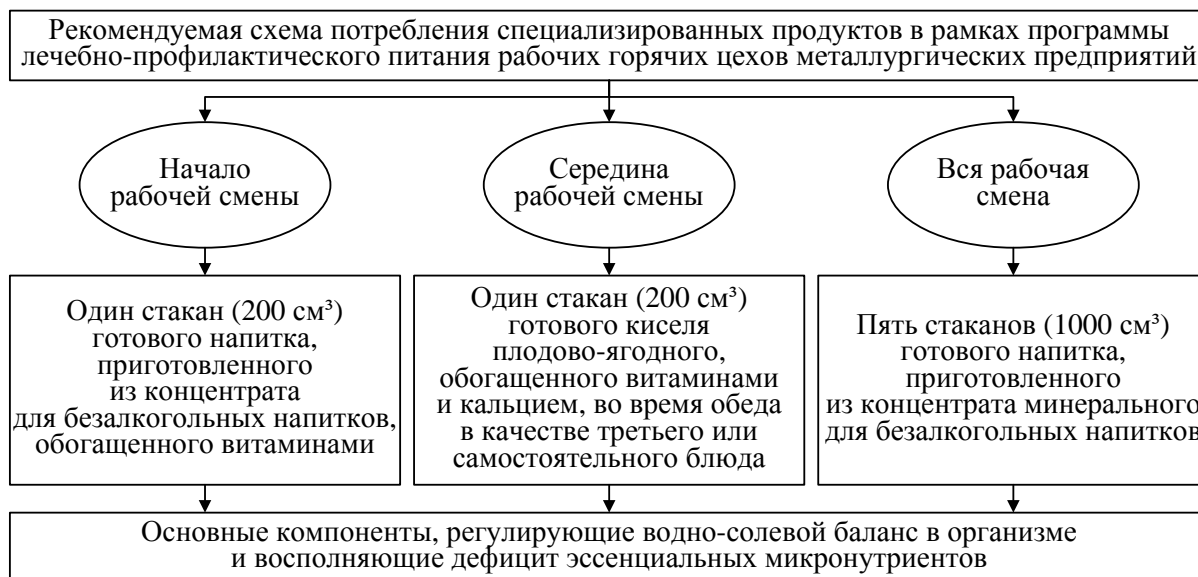 Рекомендуемая схема потребления специализированных продуктов в рамках программы
лечебно-профилактического питания рабочих горячих цехов металлургических предприятий
Начало
рабочей смены
Середина
рабочей смены
Вся рабочая
смена
Один стакан (200 см³)
готового напитка,
приготовленного
из концентрата
для безалкогольных напитков,
обогащенного витаминами
Один стакан (200 см³)
готового киселя
плодово-ягодного,
обогащенного витаминами
и кальцием, во время обеда
в качестве третьего или
самостоятельного блюда
Пять стаканов (1000 см³)
готового напитка,
приготовленного
из концентрата минерального
для безалкогольных напитков
Основные компоненты, регулирующие водно-солевой баланс в организме
и восполняющие дефицит эссенциальных микронутриентов